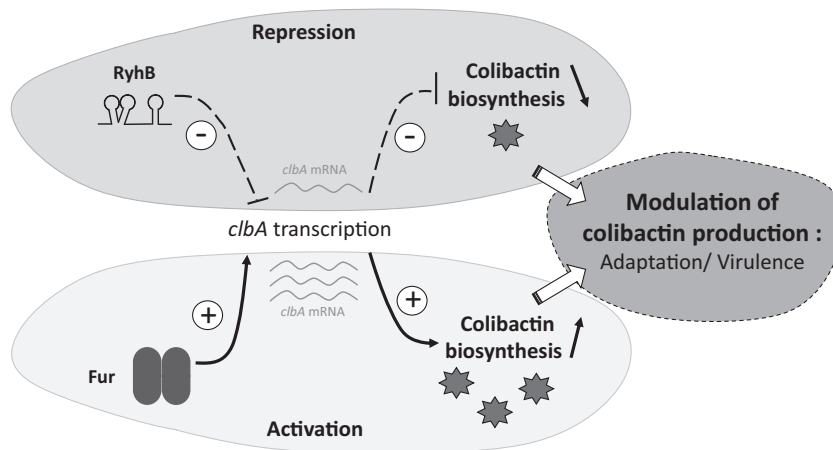 Repression
RyhB
Colibactin
biosynthesis
-
-
clbA mRNA
clbA transcription
Modulation of
colibactin production :
Adaptation/ Virulence
clbA mRNA
+
+
Colibactin
biosynthesis
Fur
Activation